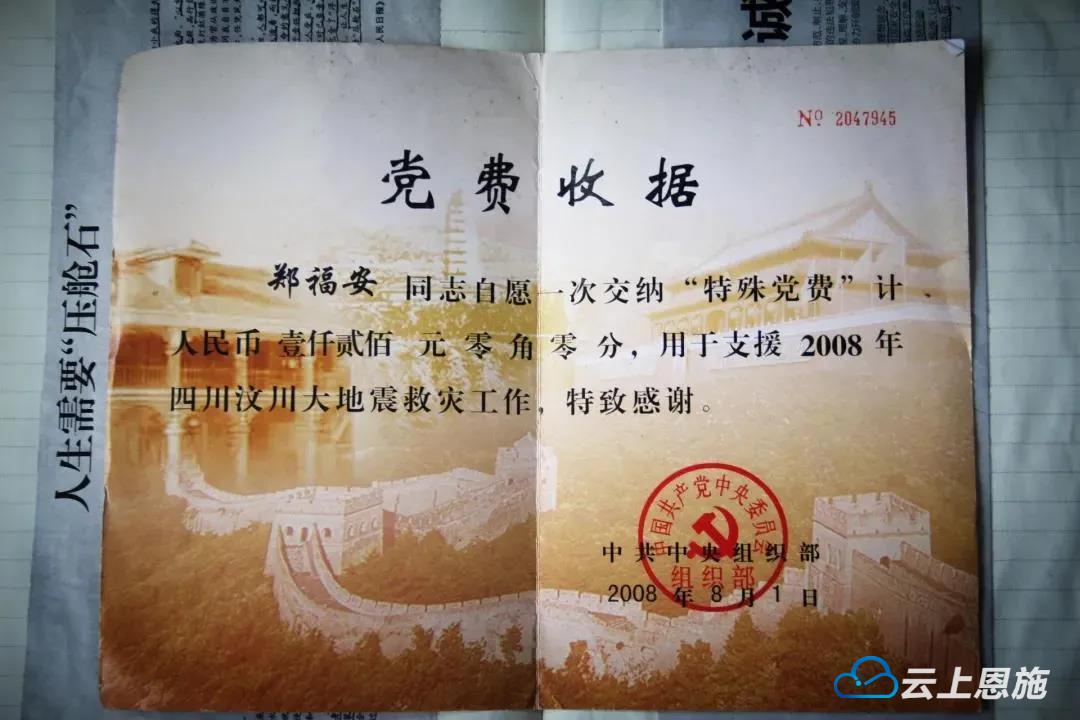 诚
人民日报
人生需要“压舱石”
№ 2047945
党费收据
郑福安 同志自愿一次交纳“特殊党费”计
人民币 壹仟贰佰 元 零 角 零 分，用于支援 2008 年
四川汶川大地震救灾工作，特致感谢。
中国共产党中央委员会
组织部
中共中央组织部
2008 年 8 月 1 日
云上恩施